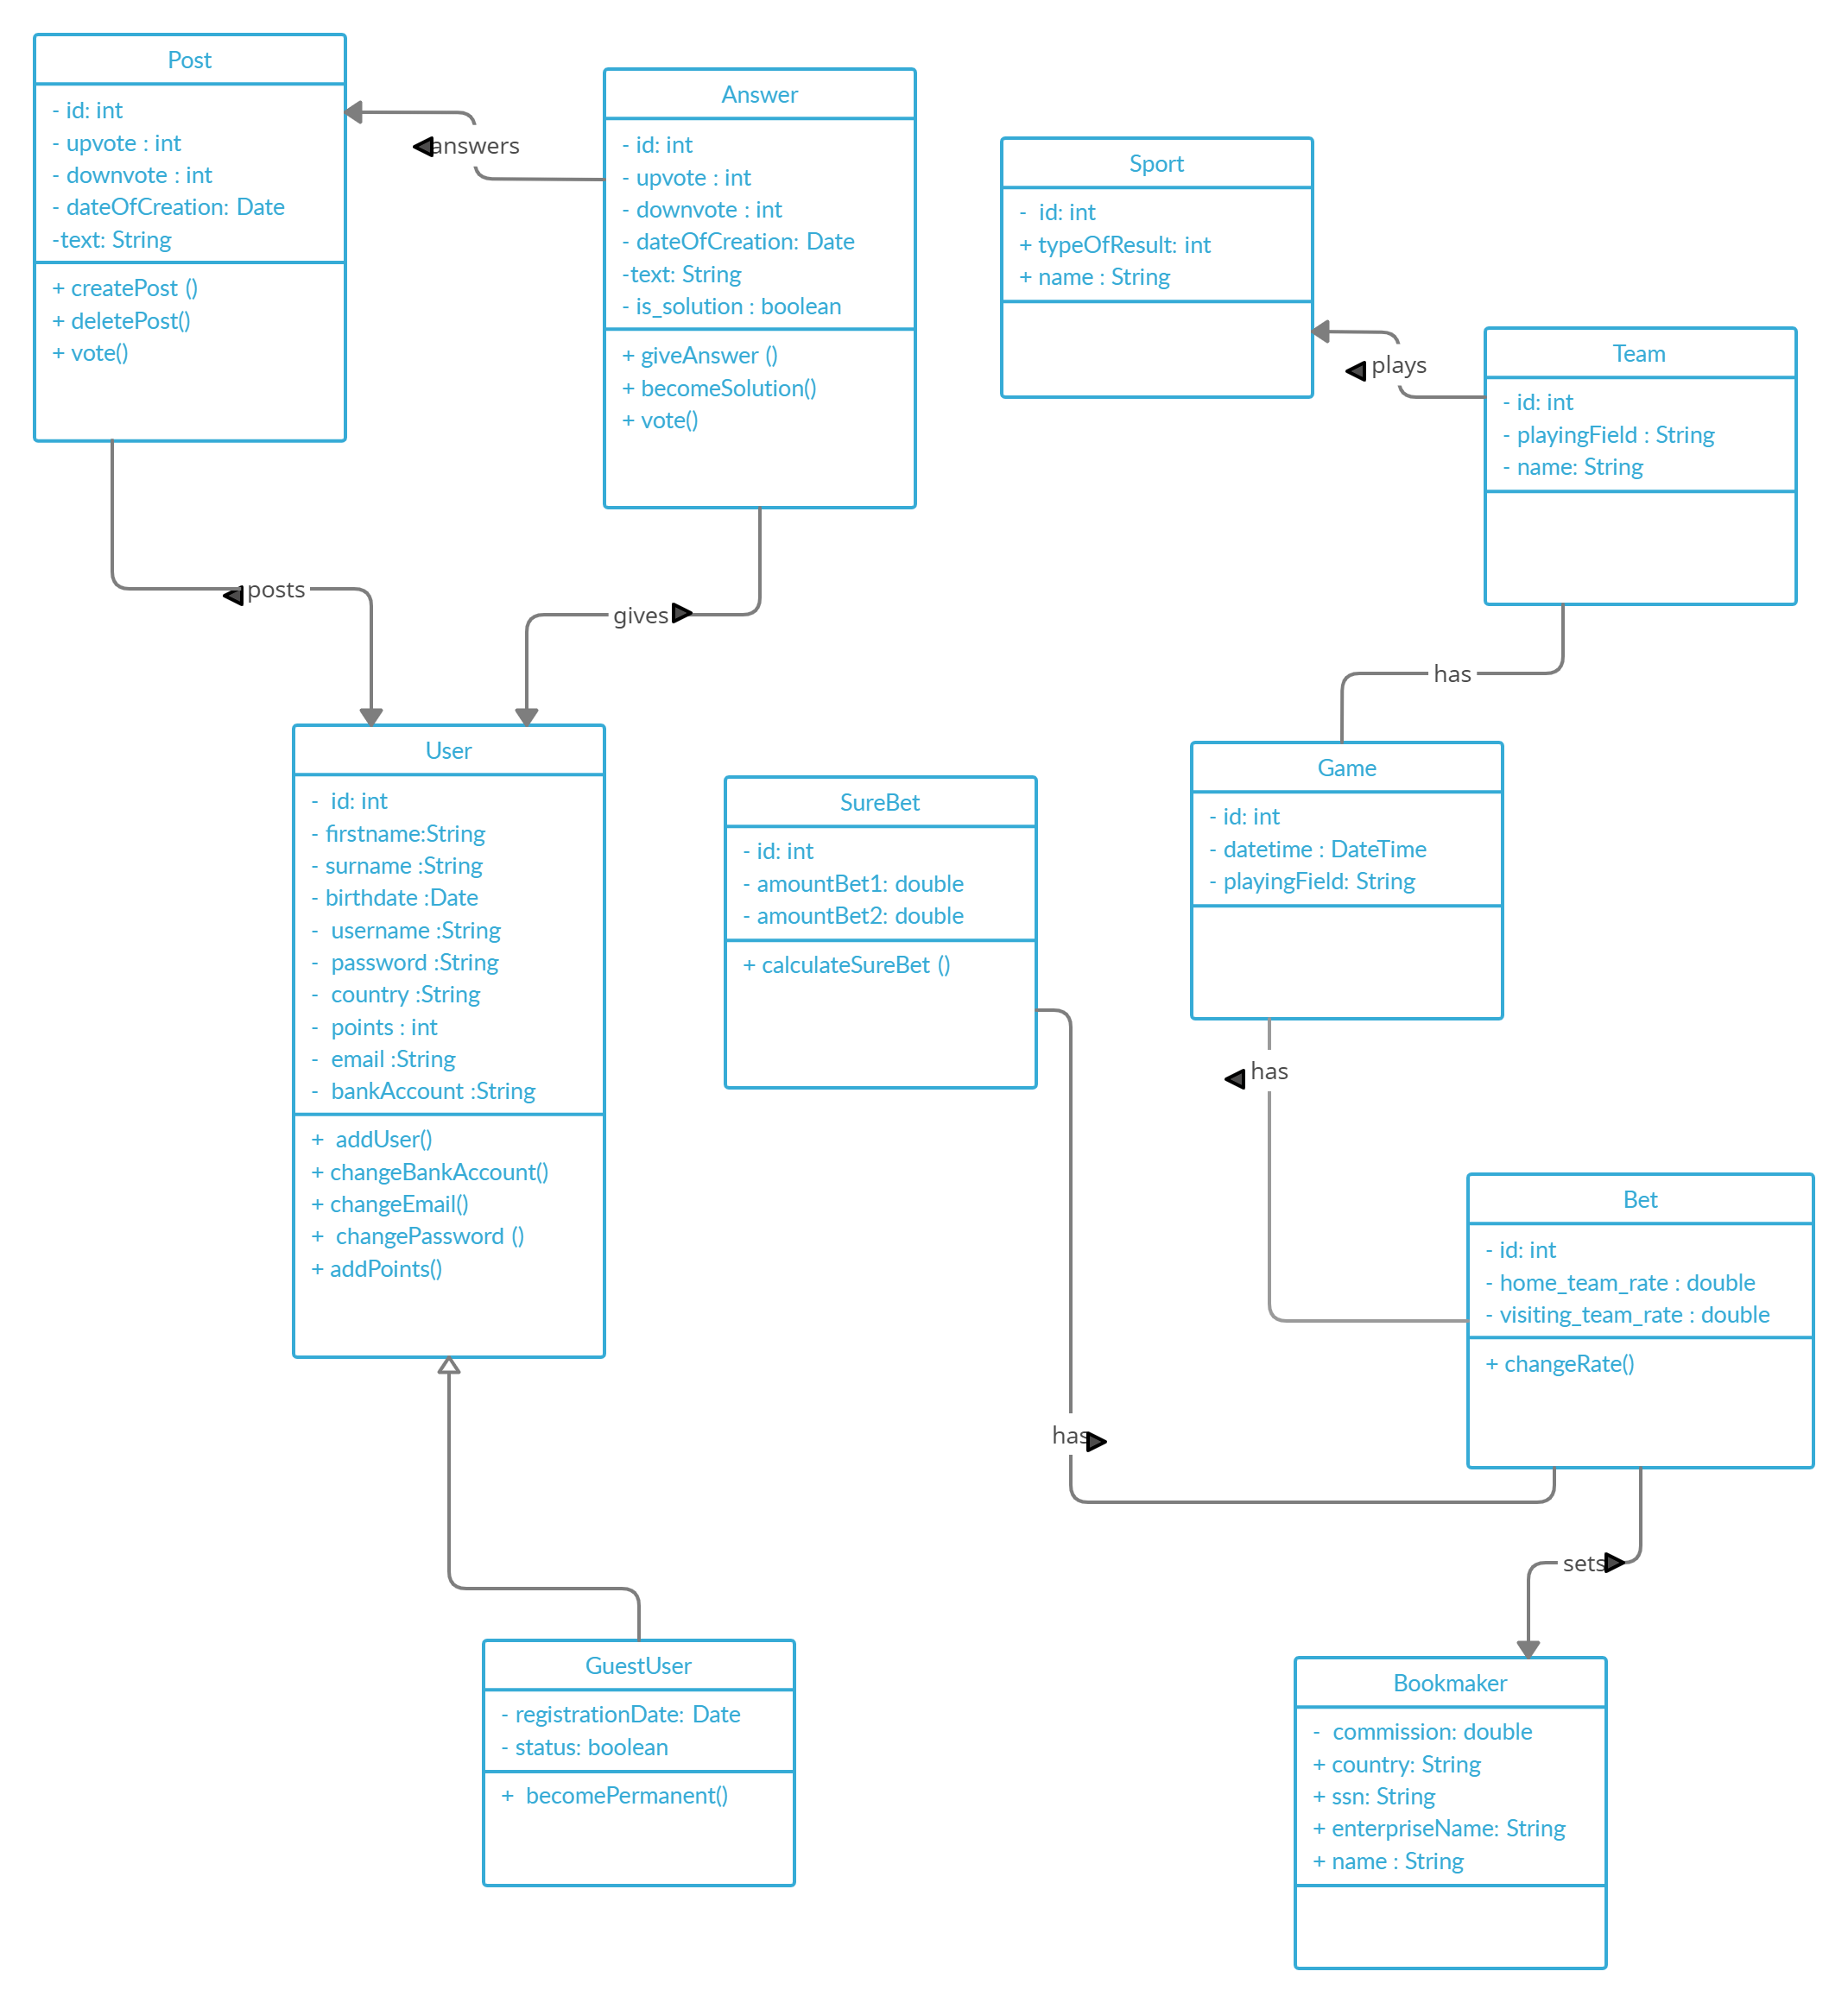 Post
- id: int
- upvote : int
- downvote : int
- dateOfCreation: Date
-text: String
+ createPost ()
+ deletePost()
+ vote()
answers
Answer
- id: int
- upvote : int
- downvote : int
- dateOfCreation: Date
-text: String
- is_solution : boolean
+ giveAnswer ()
+ becomeSolution()
+ vote()
Sport
- id: int
+ typeOfResult: int
+ name : String
plays
Team
- id: int
- playingField : String
- name: String
posts
gives
has
User
- id: int
- firstname:String
- surname :String
- birthdate :Date
- username :String
- password :String
- country :String
- points : int
- email :String
- bankAccount :String
+ addUser()
+ changeBankAccount()
+ changeEmail()
+ changePassword ()
+ addPoints()
SureBet
- id: int
- amountBet1: double
- amountBet2: double
+ calculateSureBet ()
Game
- id: int
- datetime : DateTime
- playingField: String
has
Bet
- id: int
- home_team_rate : double
- visiting_team_rate : double
+ changeRate()
has
sets
GuestUser
- registrationDate: Date
- status: boolean
+ becomePermanent()
Bookmaker
- commission: double
+ country: String
+ ssn: String
+ enterpriseName: String
+ name : String